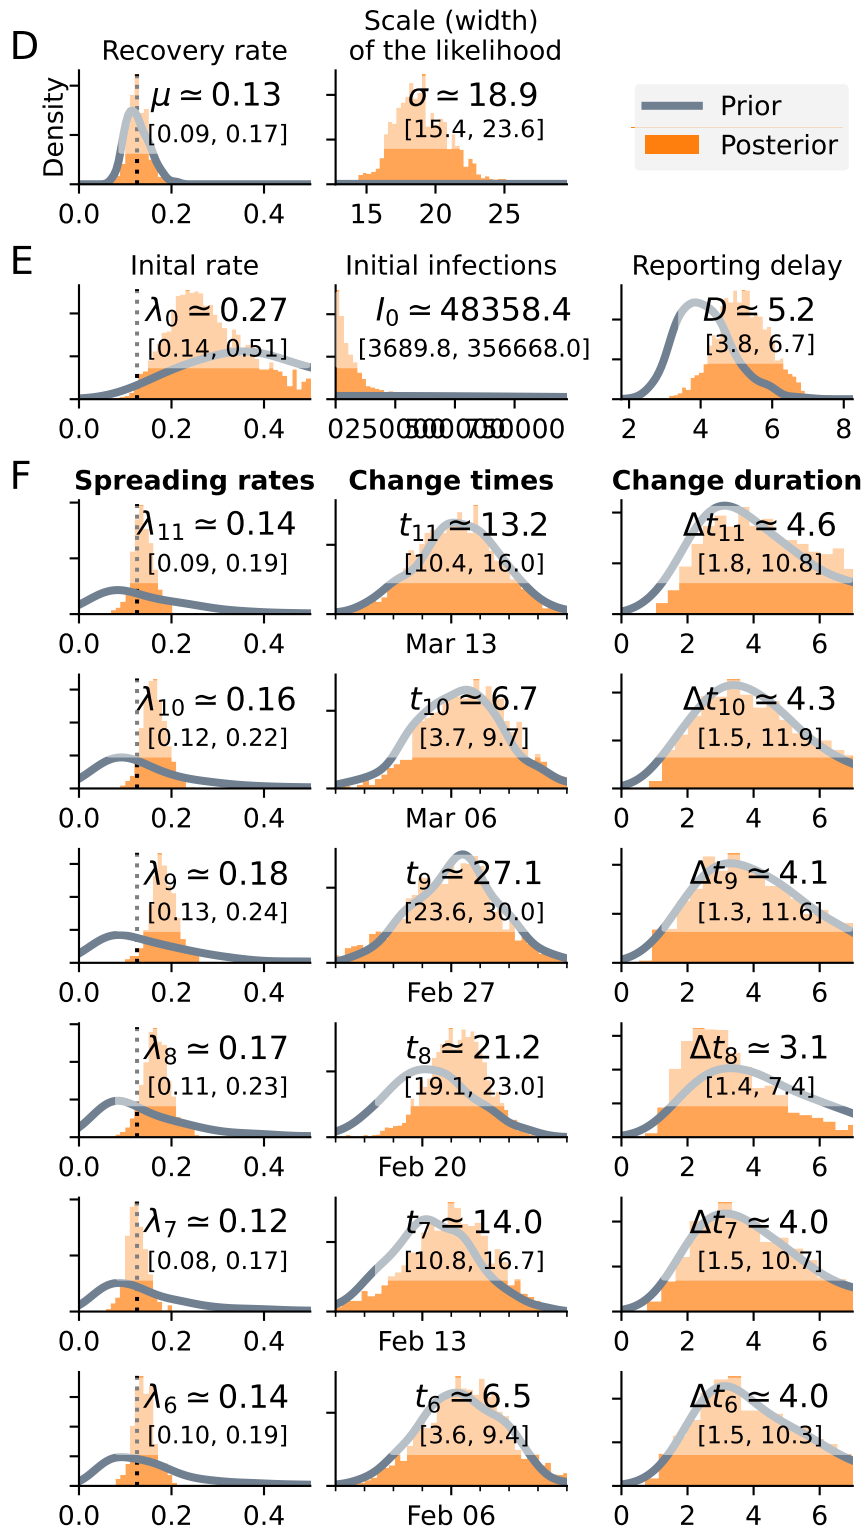 D
Recovery rate
Scale (width)
of the likelihood
Density
μ ≃ 0.13
[0.09, 0.17]
σ ≃ 18.9
[15.4, 23.6]
Prior
Posterior
0.0 0.2 0.4
15 20 25
E
Inital rate
Initial infections
Reporting delay
λ0 ≃ 0.27
[0.14, 0.51]
I0 ≃ 48358.4
[3689.8, 356668.0]
D ≃ 5.2
[3.8, 6.7]
0.0 0.2 0.4
0 250000 500000 750000
2 4 6 8
F
Spreading rates
Change times
Change duration
λ11 ≃ 0.14
[0.09, 0.19]
t11 ≃ 13.2
[10.4, 16.0]
Δt11 ≃ 4.6
[1.8, 10.8]
0.0 0.2 0.4
Mar 13
0 2 4 6
λ10 ≃ 0.16
[0.12, 0.22]
t10 ≃ 6.7
[3.7, 9.7]
Δt10 ≃ 4.3
[1.5, 11.9]
0.0 0.2 0.4
Mar 06
0 2 4 6
λ9 ≃ 0.18
[0.13, 0.24]
t9 ≃ 27.1
[23.6, 30.0]
Δt9 ≃ 4.1
[1.3, 11.6]
0.0 0.2 0.4
Feb 27
0 2 4 6
λ8 ≃ 0.17
[0.11, 0.23]
t8 ≃ 21.2
[19.1, 23.0]
Δt8 ≃ 3.1
[1.4, 7.4]
0.0 0.2 0.4
Feb 20
0 2 4 6
λ7 ≃ 0.12
[0.08, 0.17]
t7 ≃ 14.0
[10.8, 16.7]
Δt7 ≃ 4.0
[1.5, 10.7]
0.0 0.2 0.4
Feb 13
0 2 4 6
λ6 ≃ 0.14
[0.10, 0.19]
t6 ≃ 6.5
[3.6, 9.4]
Δt6 ≃ 4.0
[1.5, 10.3]
0.0 0.2 0.4
Feb 06
0 2 4 6